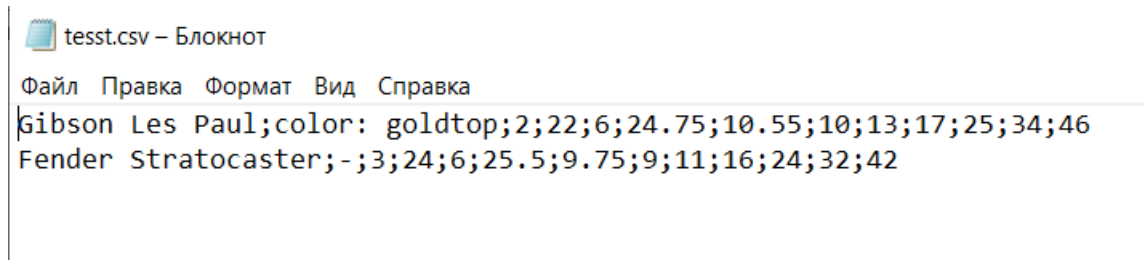 tesst.csv – Блокнот
Файл Правка Формат Вид Справка
Gibson Les Paul;color: goldtop;2;22;6;24.75;10.55;10;13;17;25;34;46
Fender Stratocaster;-;3;24;6;25.5;9.75;9;11;16;24;32;42